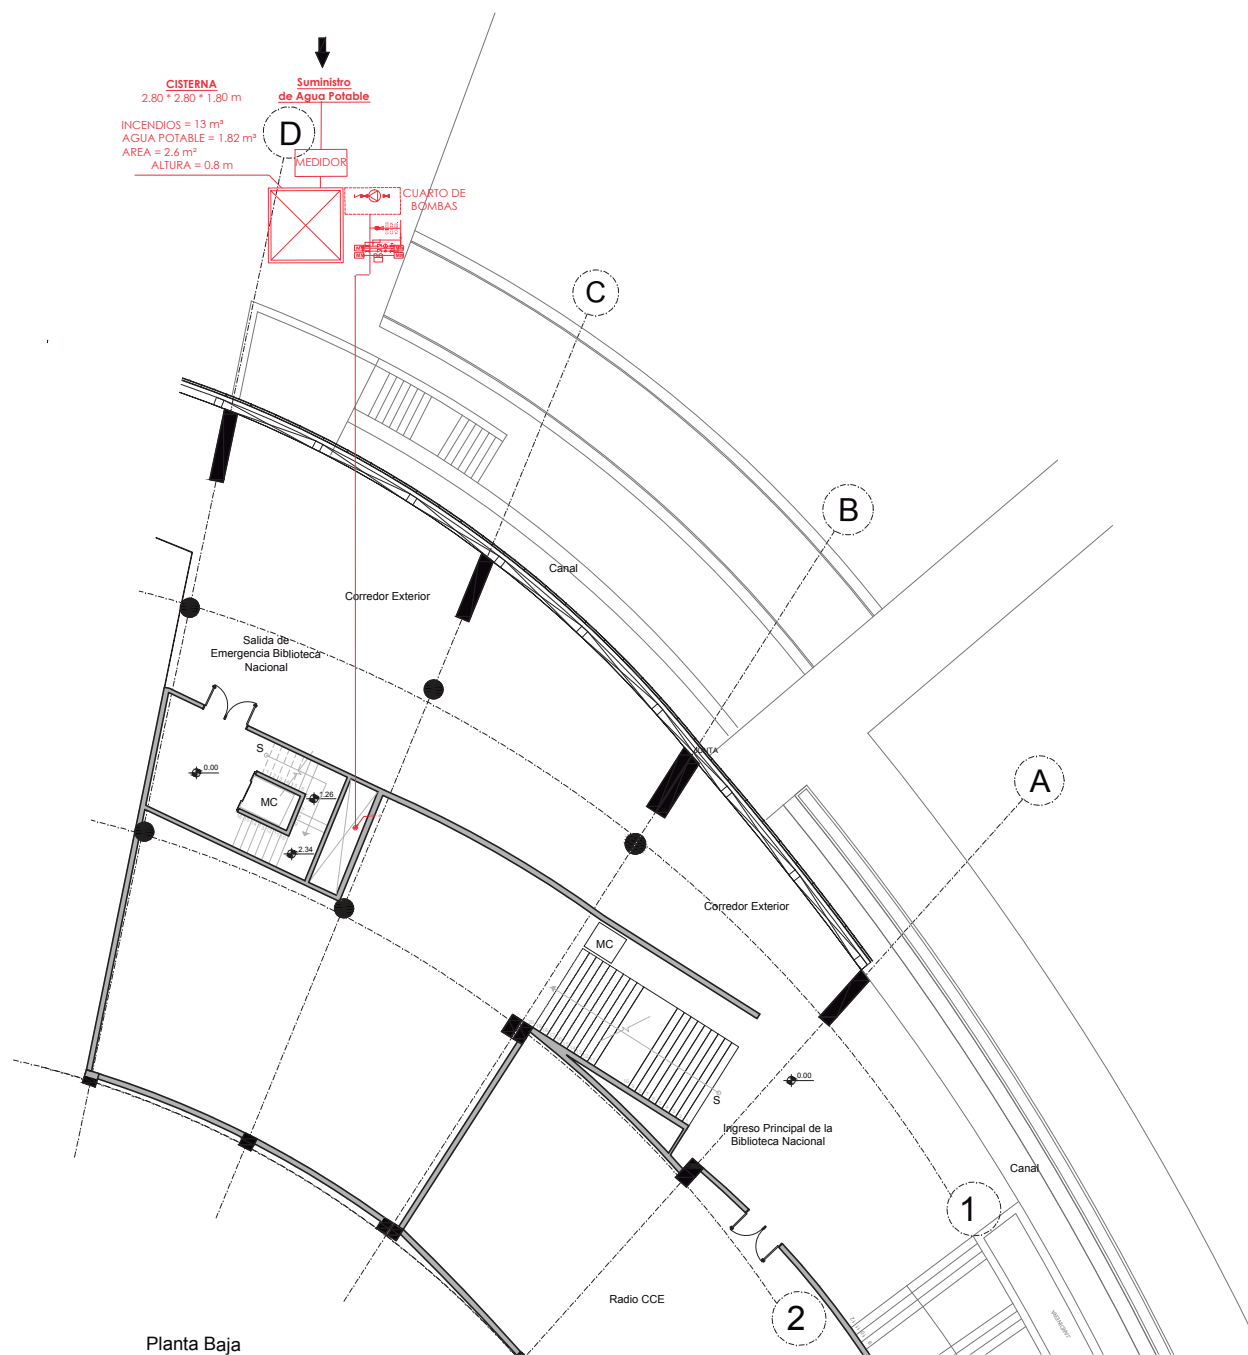 CISTERNA
2.80 * 2.80 * 1.80 m
Suministro
de Agua Potable
INCENDIOS = 13 m³
AGUA POTABLE = 1.82 m³
AREA = 2.6 m²
ALTURA = 0.8 m
D
MEDIDOR
CUARTO DE
BOMBAS
C
B
Canal
Corredor Exterior
Salida de
Emergencia Biblioteca
Nacional
S
0.00
MC
1.26
2.34
JUNTA
A
Corredor Exterior
MC
0.00
S
Ingreso Principal de la
Biblioteca Nacional
Canal
1
Radio CCE
2
Planta Baja